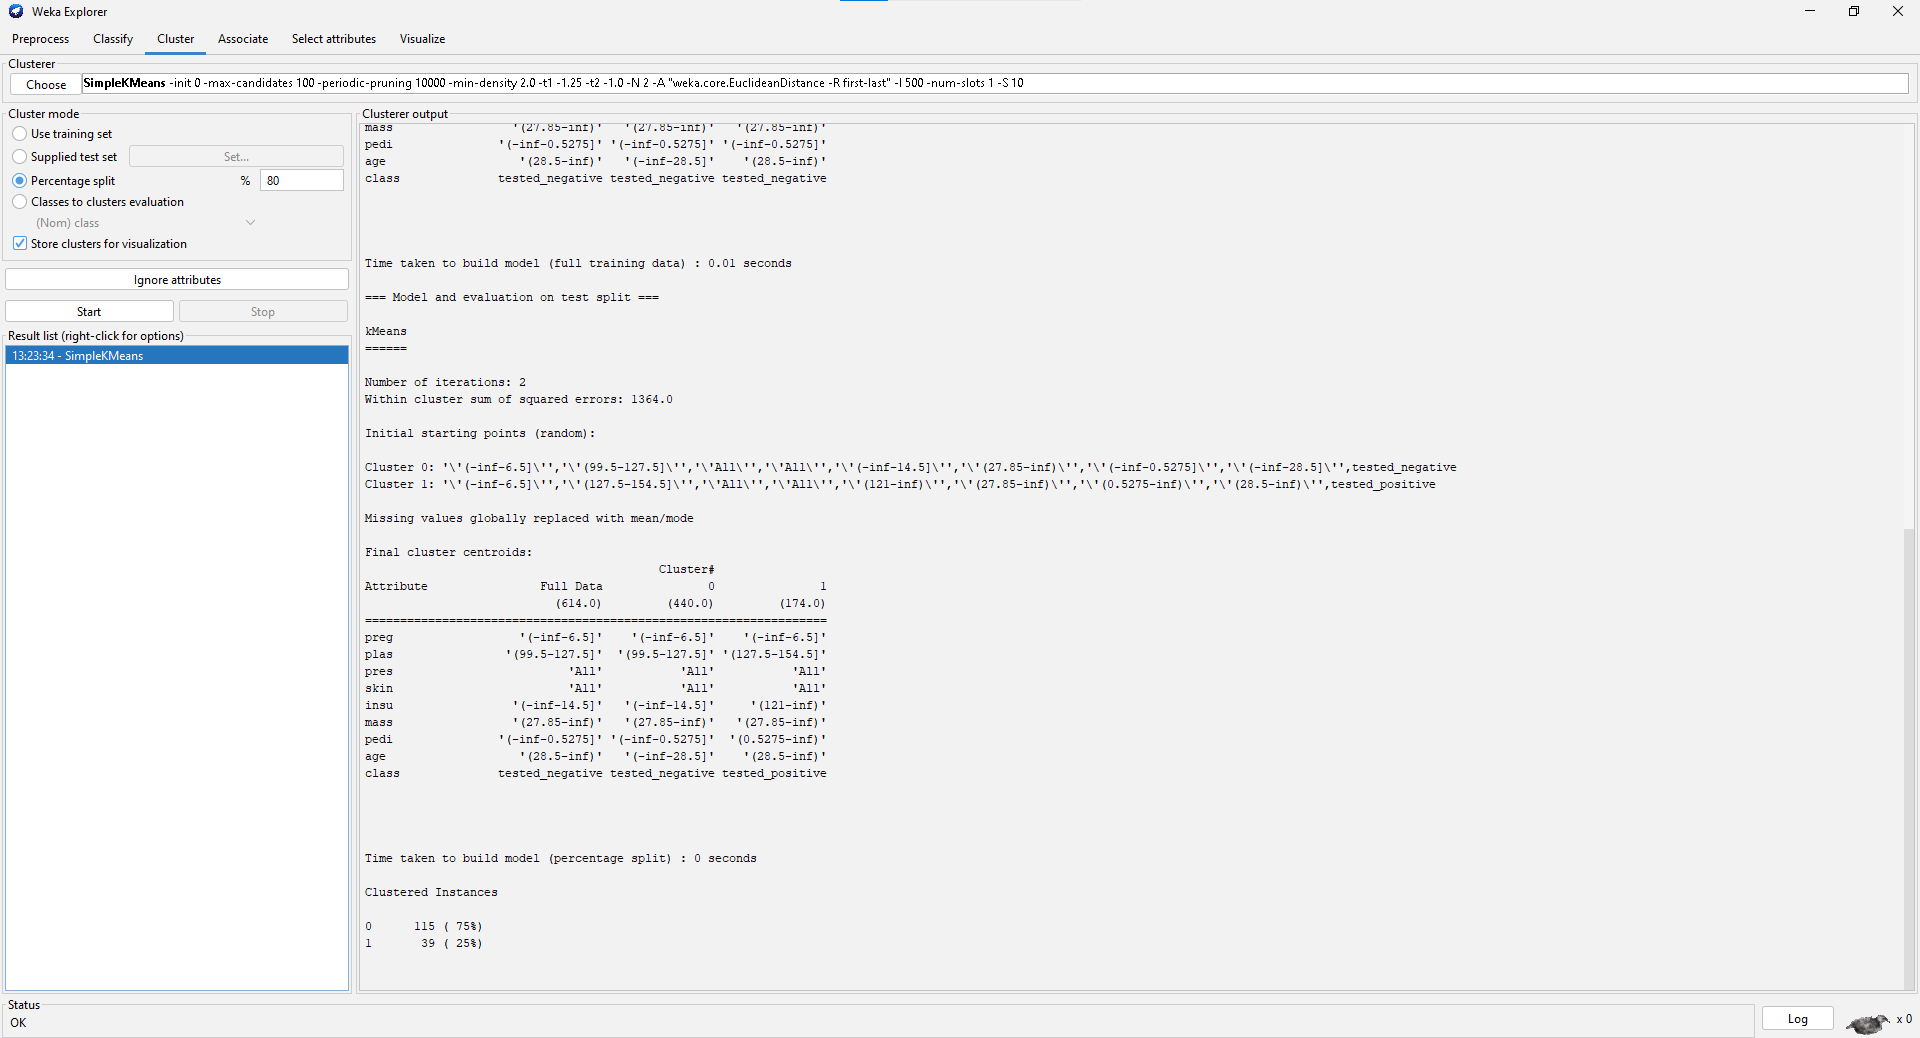 Weka Explorer
Preprocess Classify Cluster Associate Select attributes Visualize
Clusterer
Choose SimpleKMeans -init 0 -max-candidates 100 -periodic-pruning 10000 -min-density 2.0 -t1 -1.25 -t2 -1.0 -N 2 -A "weka.core.EuclideanDistance -R first-last" -I 500 -num-slots 1 -S 10
Cluster mode
Use training set
Supplied test set Set...
Percentage split % 80
Classes to clusters evaluation
(Nom) class
Store clusters for visualization
Ignore attributes
Start Stop
Result list (right-click for options)
13:23:34 - SimpleKMeans
Clusterer output
mass '(27.85-inf)' '(27.85-inf)' '(27.85-inf)'
pedi '(-inf-0.5275]' '(-inf-0.5275]' '(-inf-0.5275]'
age '(28.5-inf)' '(-inf-28.5]' '(28.5-inf)'
class tested_negative tested_negative tested_negative
Time taken to build model (full training data) : 0.01 seconds
=== Model and evaluation on test split ===
kMeans
======
Number of iterations: 2
Within cluster sum of squared errors: 1364.0
Initial starting points (random):
Cluster 0: '\'(-inf-6.5]\'','\'(99.5-127.5]\'','\'All\'','\'All\'','\'(-inf-14.5]\'','\'(27.85-inf)\'','\'(-inf-0.5275]\'','\'(-inf-28.5]\'',tested_negative
Cluster 1: '\'(-inf-6.5]\'','\'(127.5-154.5]\'','\'All\'','\'All\'','\'(121-inf)\'','\'(27.85-inf)\'','\'(0.5275-inf)\'','\'(28.5-inf)\'',tested_positive
Missing values globally replaced with mean/mode
Final cluster centroids:
Cluster#
Attribute Full Data 0 1
(614.0) (440.0) (174.0)
==================================================================
preg '(-inf-6.5]' '(-inf-6.5]' '(-inf-6.5]'
plas '(99.5-127.5]' '(99.5-127.5]' '(127.5-154.5]'
pres 'All' 'All' 'All'
skin 'All' 'All' 'All'
insu '(-inf-14.5]' '(-inf-14.5]' '(121-inf)'
mass '(27.85-inf)' '(27.85-inf)' '(27.85-inf)'
pedi '(-inf-0.5275]' '(-inf-0.5275]' '(0.5275-inf)'
age '(28.5-inf)' '(-inf-28.5]' '(28.5-inf)'
class tested_negative tested_negative tested_positive
Time taken to build model (percentage split) : 0 seconds
Clustered Instances
0 115 ( 75%)
1 39 ( 25%)
Status
OK
Log x 0